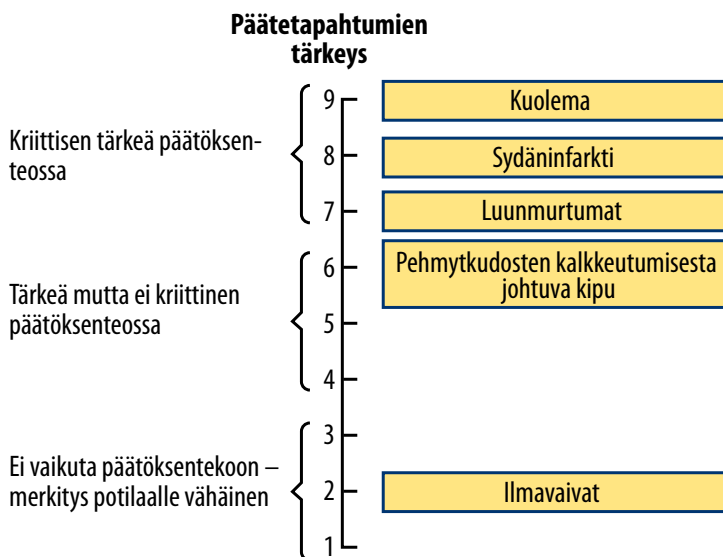 Päätetapahtumien
tärkeys
Kriittisen tärkeä päätöksen-
teossa
9
Kuolema
8
Sydäninfarkti
7
Luunmurtumat
Tärkeä mutta ei kriittinen
päätöksenteossa
6
Pehmytkudosten kalkkeutumisesta
johtuva kipu
5
4
Ei vaikuta päätöksentekoon –
merkitys potilaalle vähäinen
3
2
Ilmavaivat
1